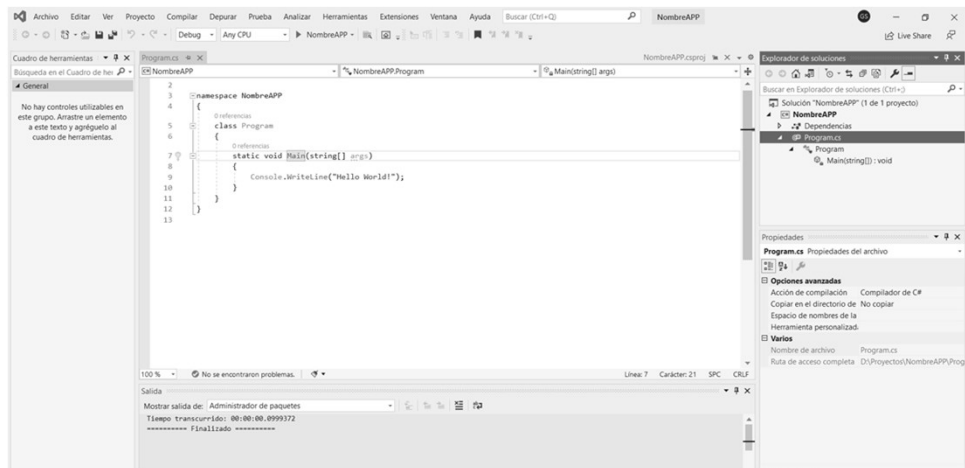 Archivo Editar Ver Proyecto Compilar Depurar Prueba Analizar Herramientas Extensiones Ventana Ayuda Buscar (Ctrl+Q) NombreAPP GS
Debug Any CPU NombreAPP Live Share
Cuadro de herramientas
Búsqueda en el Cuadro de her
General
No hay controles utilizables en
este grupo. Arrastre un elemento
a este texto y agréguelo al
cuadro de herramientas.
Program.cs NombreAPP.csproj
NombreAPP NombreAPP.Program Main(string[] args)
2
3 namespace NombreAPP
4 {
0 referencias
5 class Program
6 {
0 referencias
7 static void Main(string[] args)
8 {
9 Console.WriteLine("Hello World!");
10 }
11 }
12 }
13
100 % No se encontraron problemas. Línea: 7 Carácter: 21 SPC CRLF
Salida
Mostrar salida de: Administrador de paquetes
Tiempo transcurrido: 00:00:00.0999372
========== Finalizado ==========
Explorador de soluciones
Buscar en Explorador de soluciones (Ctrl+;)
Solución "NombreAPP" (1 de 1 proyecto)
NombreAPP
Dependencias
Program.cs
Program
Main(string[]) : void
Propiedades
Program.cs Propiedades del archivo
Opciones avanzadas
Acción de compilación Compilador de C#
Copiar en el directorio de No copiar
Espacio de nombres de la
Herramienta personalizad
Varios
Nombre de archivo Program.cs
Ruta de acceso completa D:\Proyectos\NombreAPP\Prog